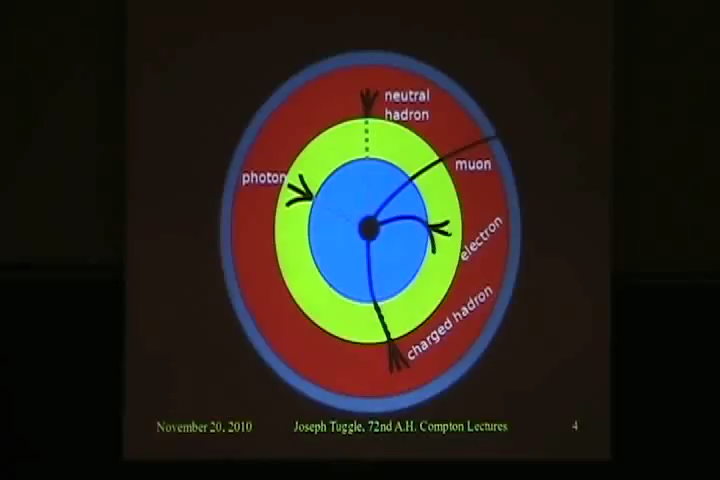 neutral
hadron
muon
photon
electron
charged hadron
November 20, 2010
Joseph Tuggle, 72nd A.H. Compton Lectures
4